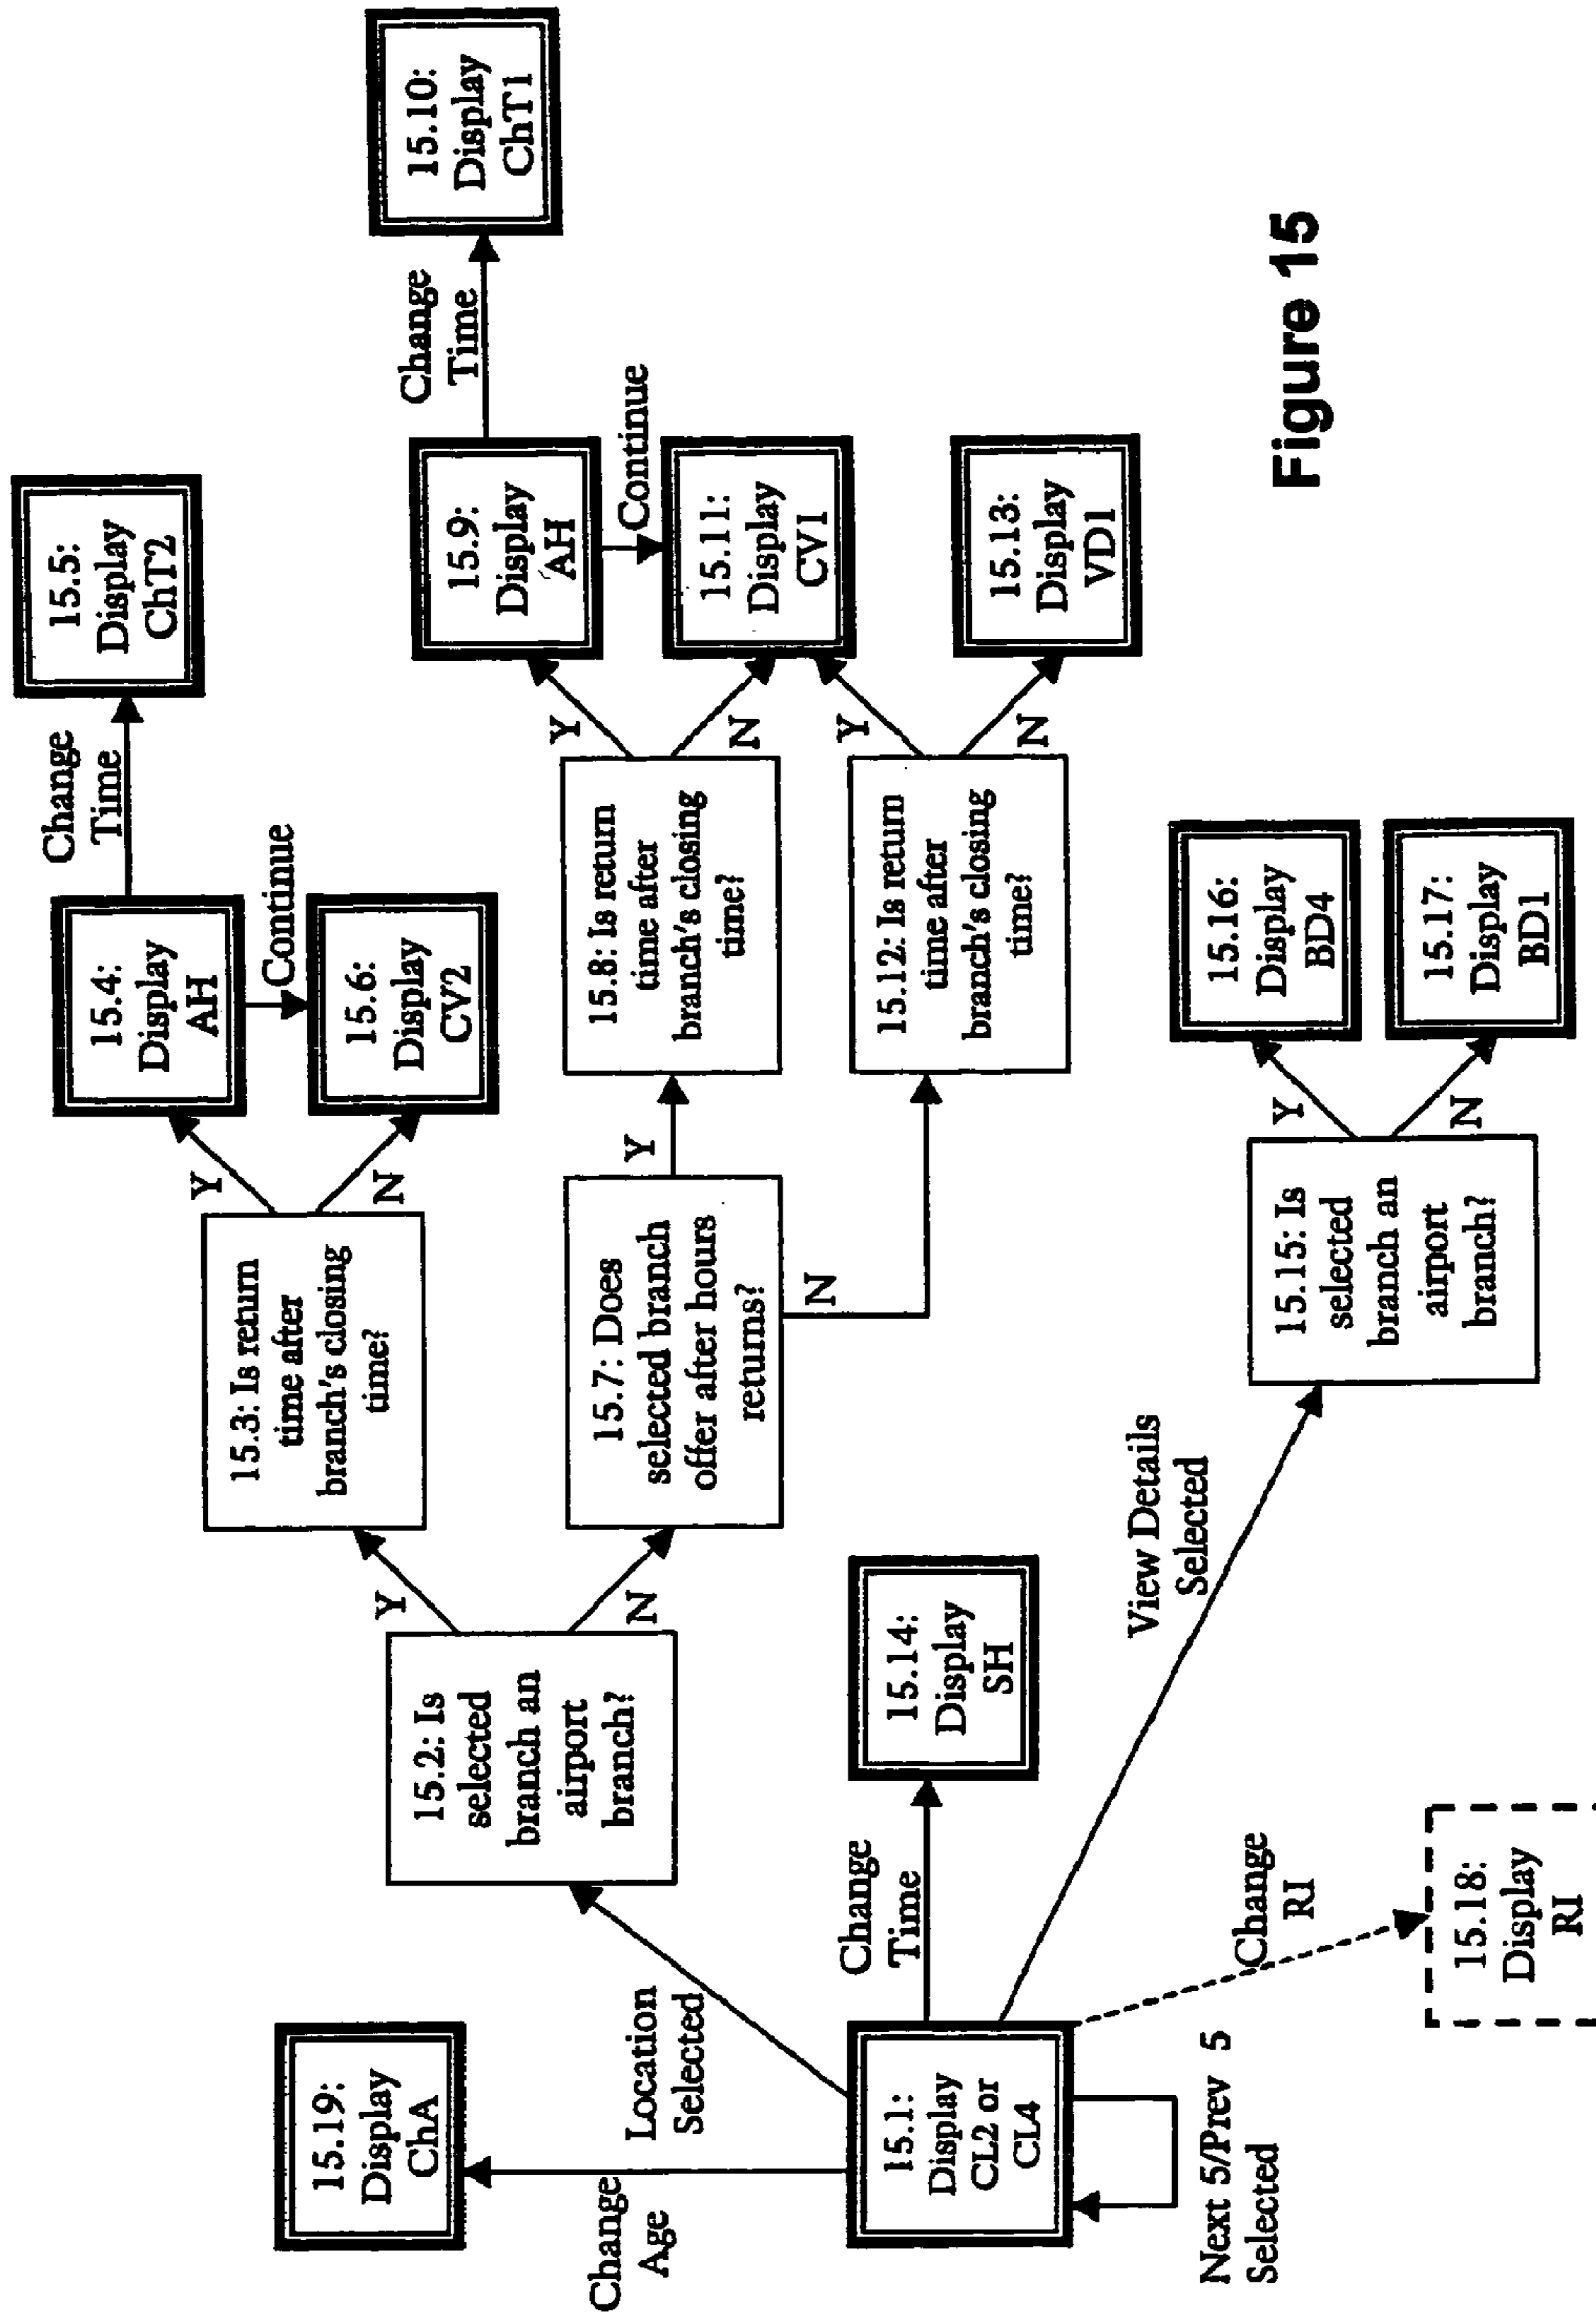 15.19:
Display
ChA
Change
Age
Location
Selected
15.1:
Display
CL2 or
CL4
Next 5/Prev 5
Selected
15.2: Is
selected
branch an
airport
branch?
Y
N
15.3: Is return
time after
branch's closing
time?
Y
N
15.4:
Display
AH
Change
Time
15.5:
Display
ChT2
Continue
15.6:
Display
CV2
15.7: Does
selected branch
offer after hours
returns?
Y
N
15.8: Is return
time after
branch's closing
time?
Y
N
15.9:
Display
AH
Change
Time
15.10:
Display
ChT1
Continue
15.11:
Display
CV1
15.12: Is return
time after
branch's closing
time?
Y
N
15.13:
Display
VD1
Change
Time
15.14:
Display
SH
View Details
Selected
15.15: Is
selected
branch an
airport
branch?
Y
N
15.16:
Display
BD4
15.17:
Display
BD1
Change
RI
15.18:
Display
RI
Figure 15